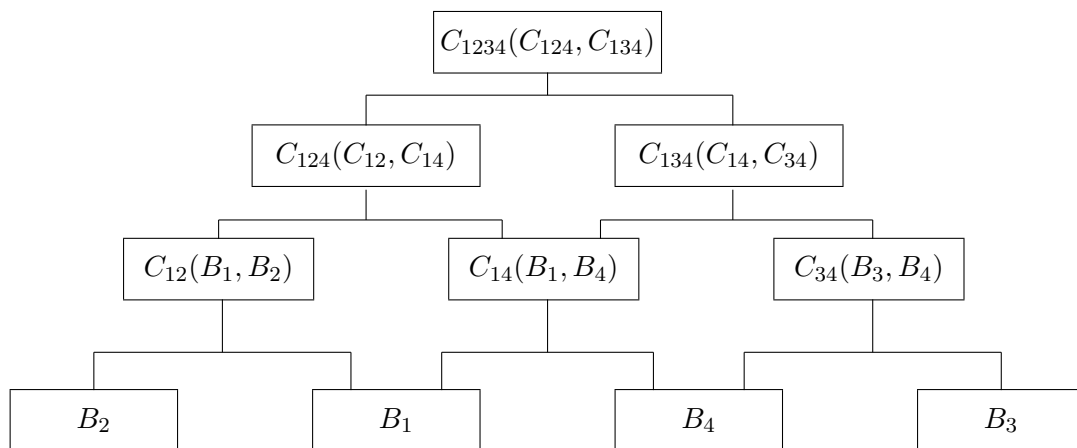 C₁₂₃₄(C₁₂₄, C₁₃₄)
C₁₂₄(C₁₂, C₁₄) C₁₃₄(C₁₄, C₃₄)
C₁₂(B₁, B₂) C₁₄(B₁, B₄) C₃₄(B₃, B₄)
B₂ B₁ B₄ B₃